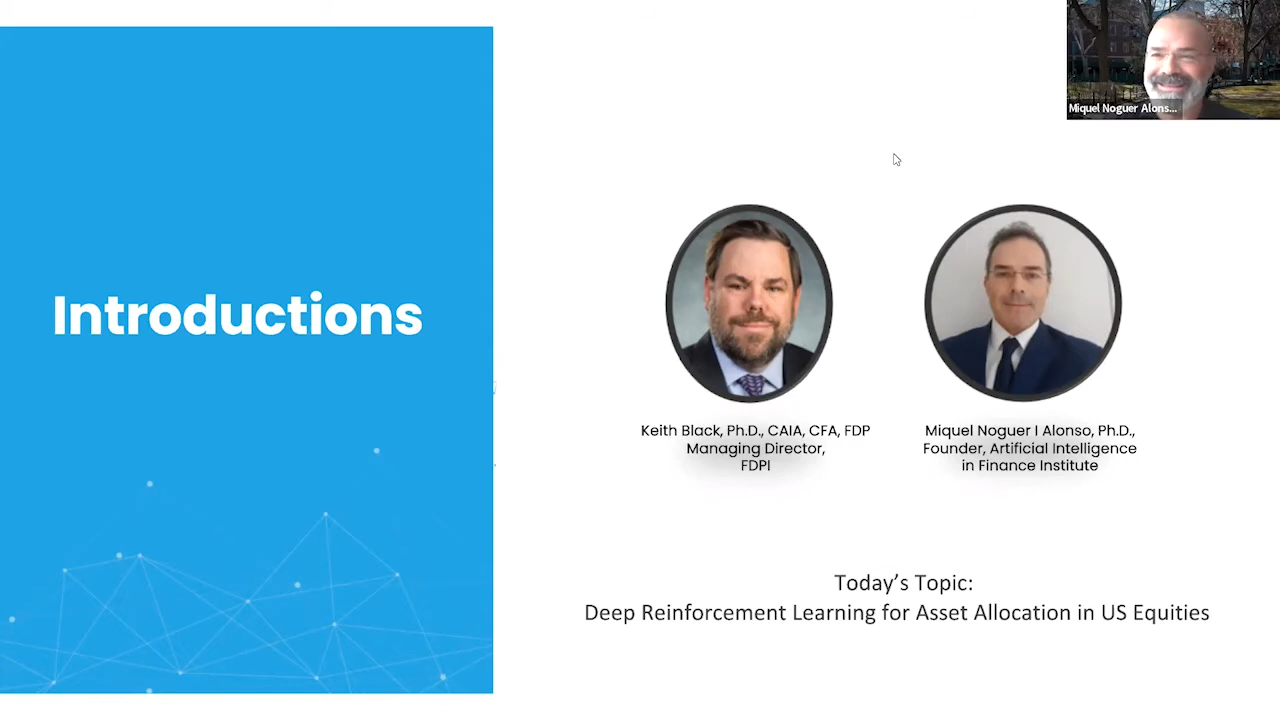 Miquel Noguer Alons...
Introductions
Keith Black, Ph.D., CAIA, CFA, FDP
Managing Director,
FDPI
Miquel Noguer I Alonso, Ph.D.,
Founder, Artificial Intelligence
in Finance Institute
Today's Topic:
Deep Reinforcement Learning for Asset Allocation in US Equities